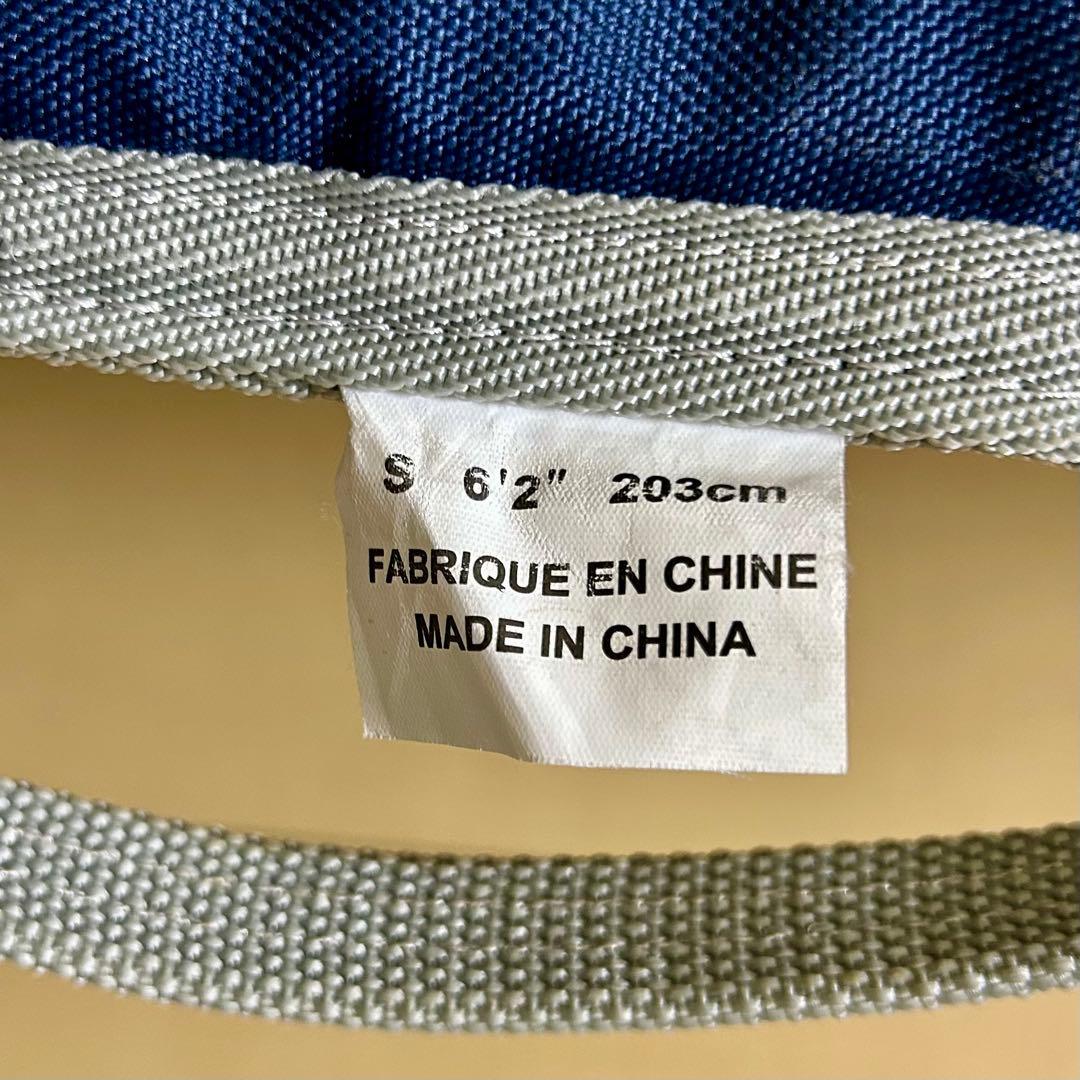 S 6'2" 203cm
FABRIQUE EN CHINE
MADE IN CHINA